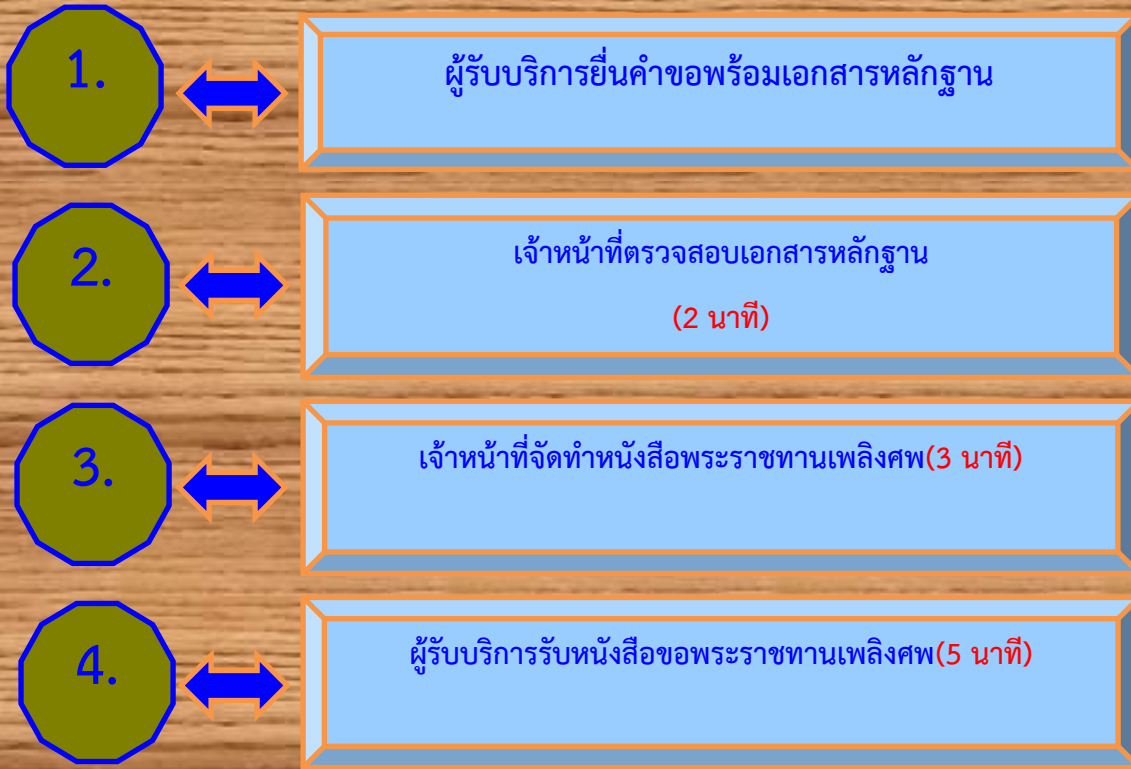 1.
ผู้รับบริการยื่นคำขอพร้อมเอกสารหลักฐาน
2.
เจ้าหน้าที่ตรวจสอบเอกสารหลักฐาน
(2 นาที)
3.
เจ้าหน้าที่จัดทำหนังสือพระราชทานเพลิงศพ(3 นาที)
4.
ผู้รับบริการรับหนังสือขอพระราชทานเพลิงศพ(5 นาที)